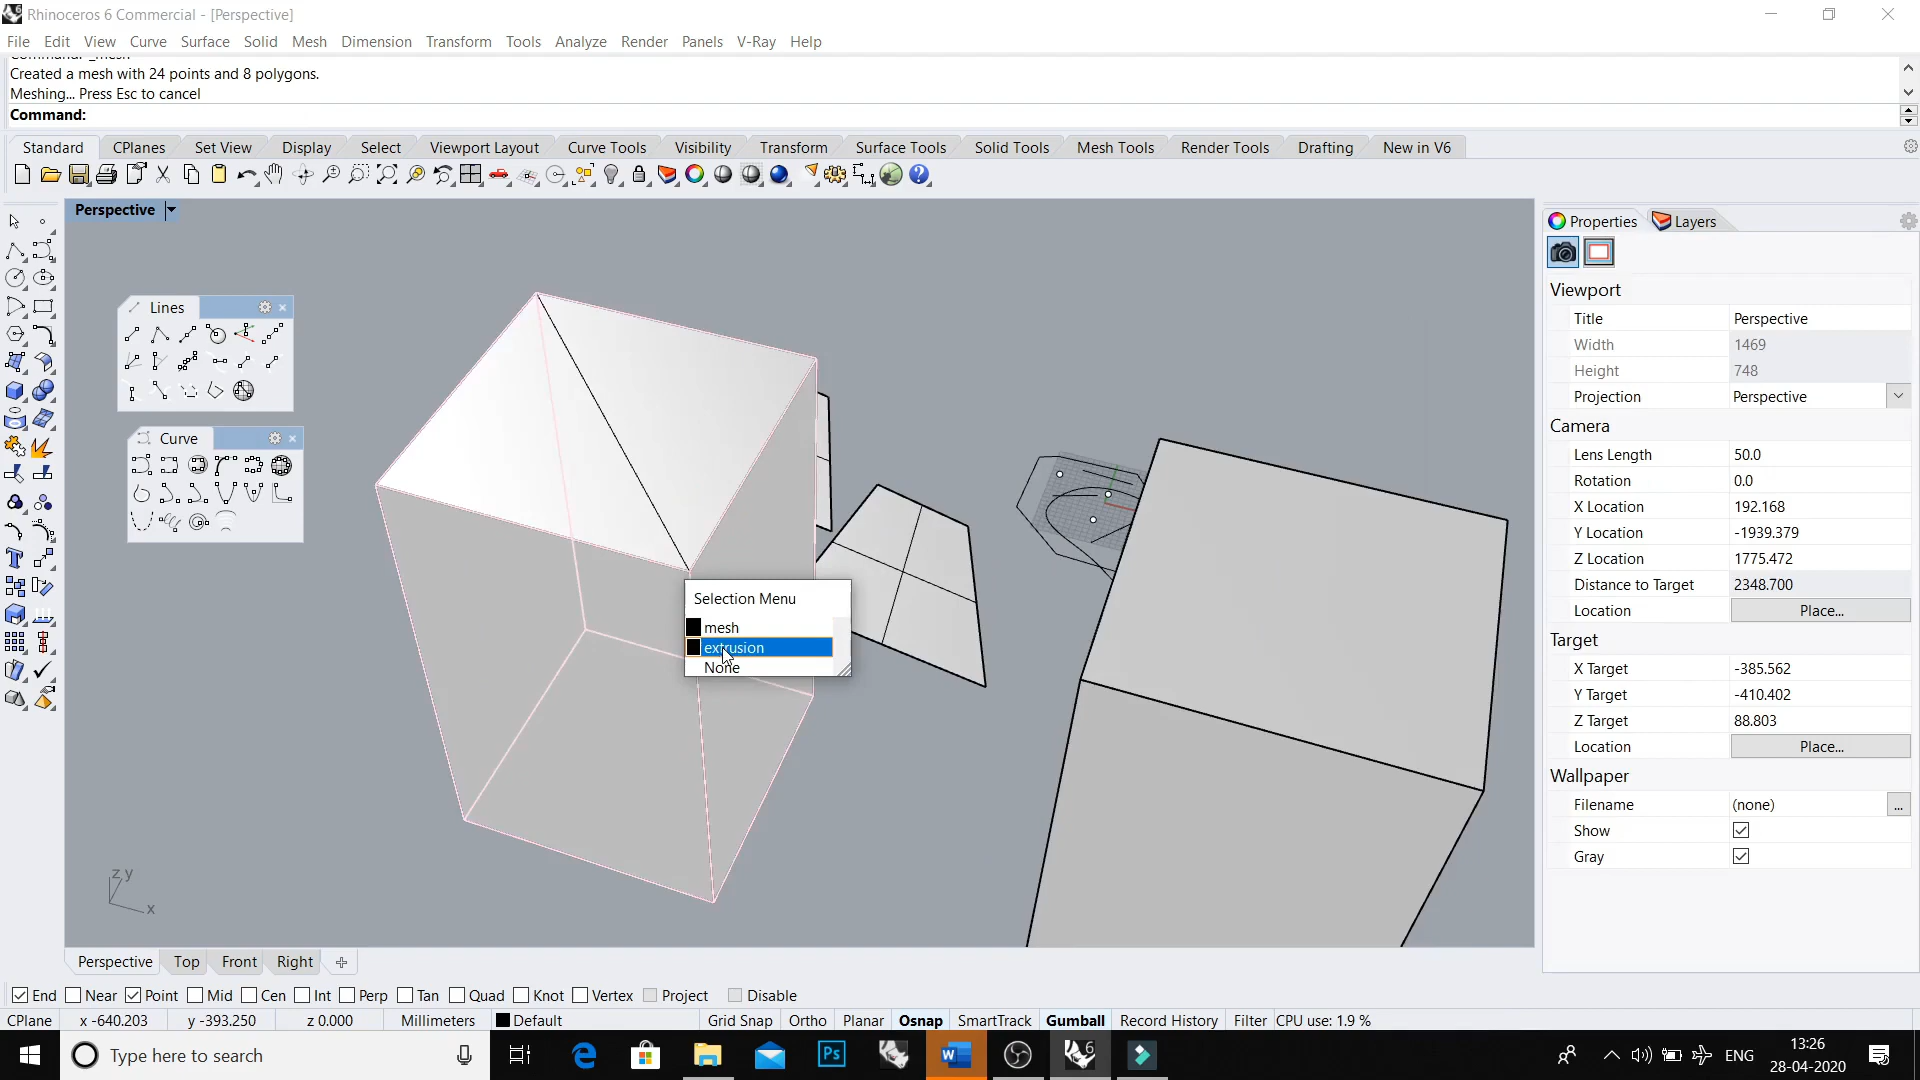 Rhinoceros 6 Commercial - [Perspective]
File Edit View Curve Surface Solid Mesh Dimension Transform Tools Analyze Render Panels V-Ray Help
Command: _mesh
Created a mesh with 24 points and 8 polygons.
Meshing... Press Esc to cancel
Command:
Standard CPlanes Set View Display Select Viewport Layout Curve Tools Visibility Transform Surface Tools Solid Tools Mesh Tools Render Tools Drafting New in V6
Perspective
Lines
Curve
Selection Menu
mesh
extrusion
None
z y
x
Properties Layers
Viewport
Title Perspective
Width 1469
Height 748
Projection Perspective
Camera
Lens Length 50.0
Rotation 0.0
X Location 192.168
Y Location -1939.379
Z Location 1775.472
Distance to Target 2348.700
Location Place...
Target
X Target -385.562
Y Target -410.402
Z Target 88.803
Location Place...
Wallpaper
Filename (none) ...
Show
Gray
Perspective Top Front Right
End Near Point Mid Cen Int Perp Tan Quad Knot Vertex Project Disable
CPlane x -640.203 y -393.250 z 0.000 Millimeters Default Grid Snap Ortho Planar Osnap SmartTrack Gumball Record History Filter CPU use: 1.9 %
Type here to search
Ps
W
6
ENG
13:26
28-04-2020